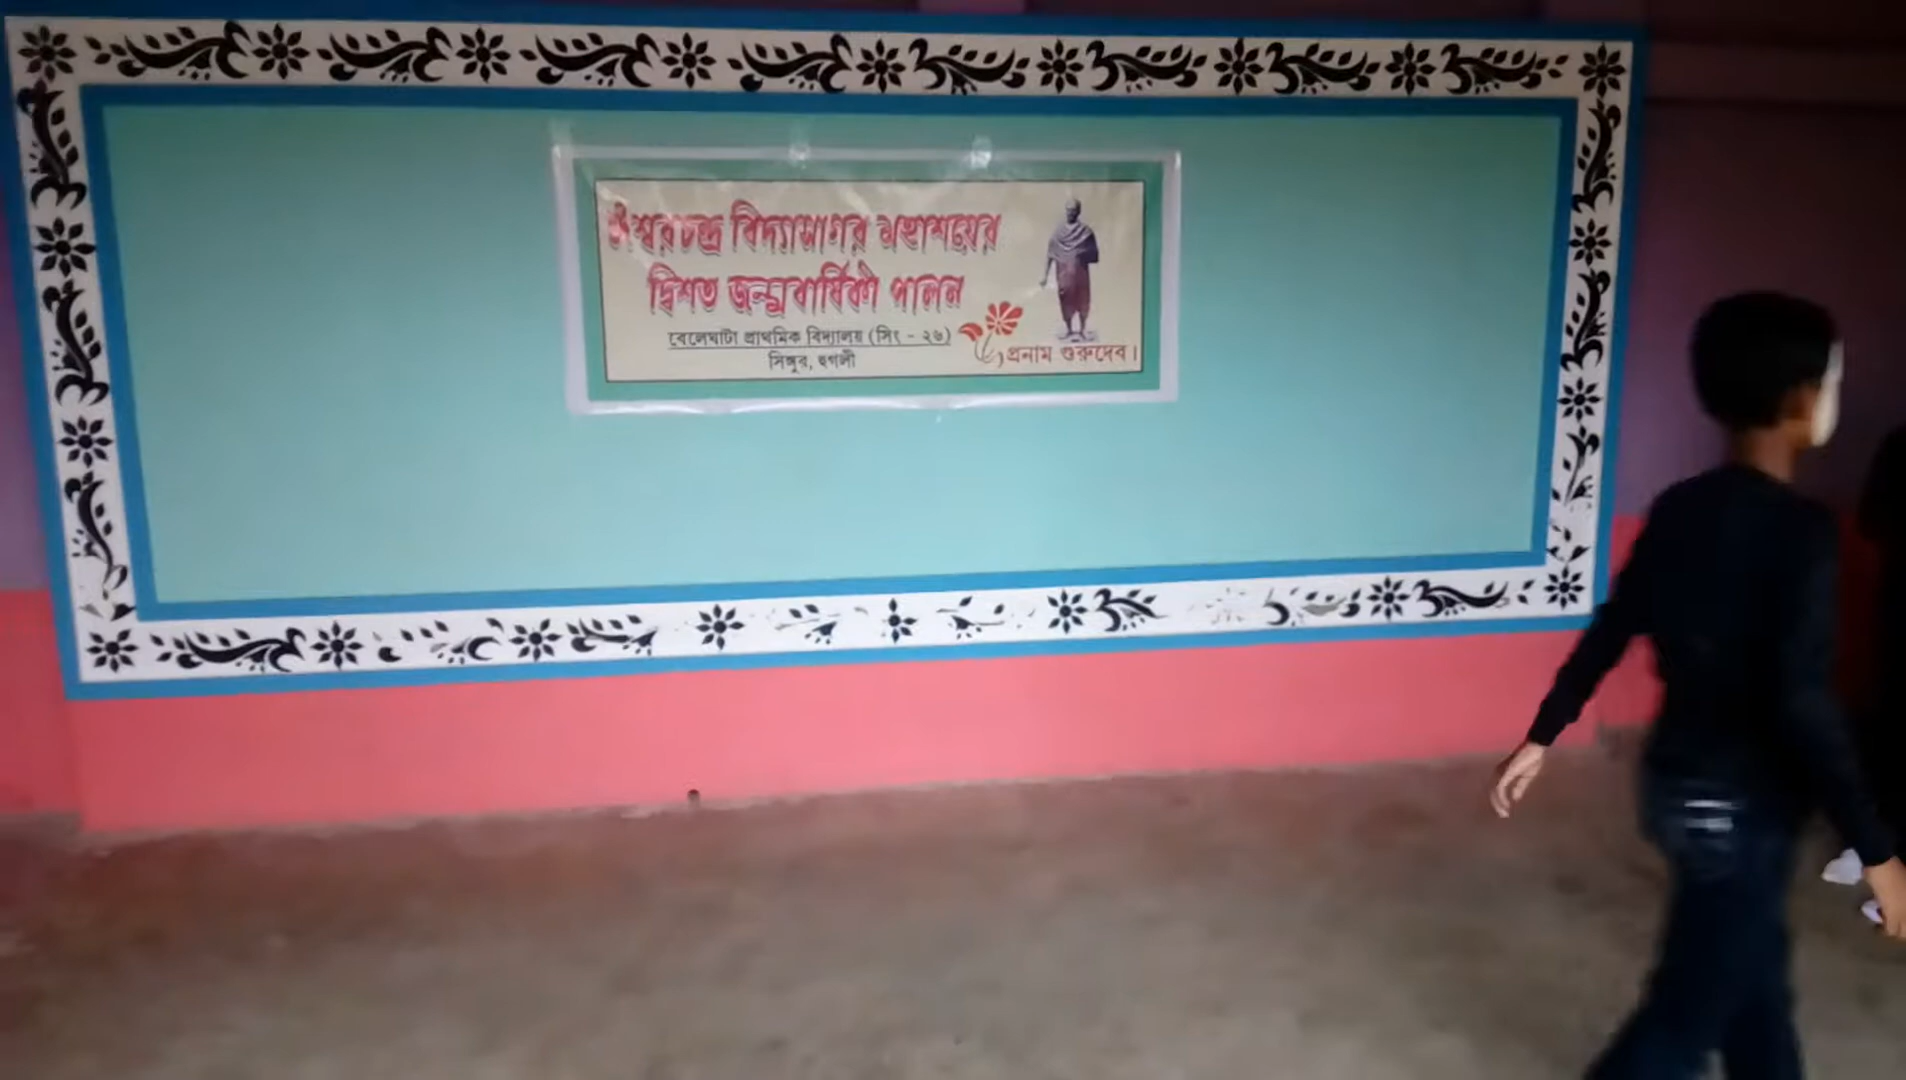 ঈশ্বরচন্দ্র বিদ্যাসাগর মহাশয়ের
দ্বিশত জন্মবার্ষিকী পালন
বেলেঘাটা প্রাথমিক বিদ্যালয় (সিং - ২৬)
সিঙ্গুর, হুগলী
প্রনাম গুরুদেব।